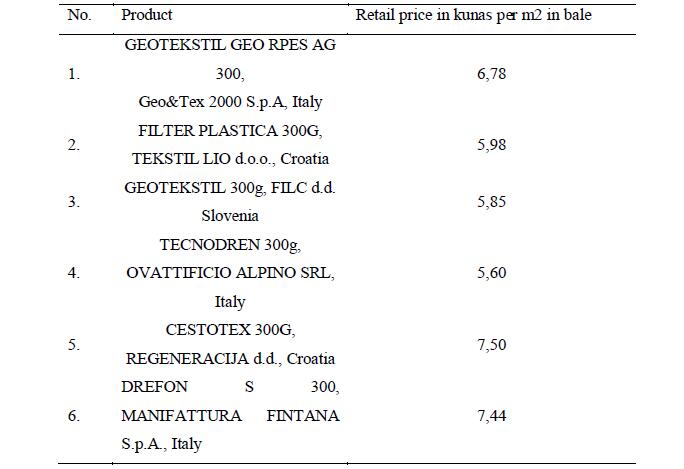 No. Product Retail price in kunas per m2 in bale
GEOTEKSTIL GEO RPES AG
1. 300, 6,78
Geo&Tex 2000 S.p.A, Italy
FILTER PLASTICA 300G,
2. 5,98
TEKSTIL LIO d.o.o., Croatia
GEOTEKSTIL 300g, FILC d.d.
3. 5,85
Slovenia
TECNODREN 300g,
4. OVATTIFICIO ALPINO SRL, 5,60
Italy
CESTOTEX 300G,
5. 7,50
REGENERACIJA d.d., Croatia
DREFON S 300,
6. MANIFATTURA FINTANA 7,44
S.p.A., Italy